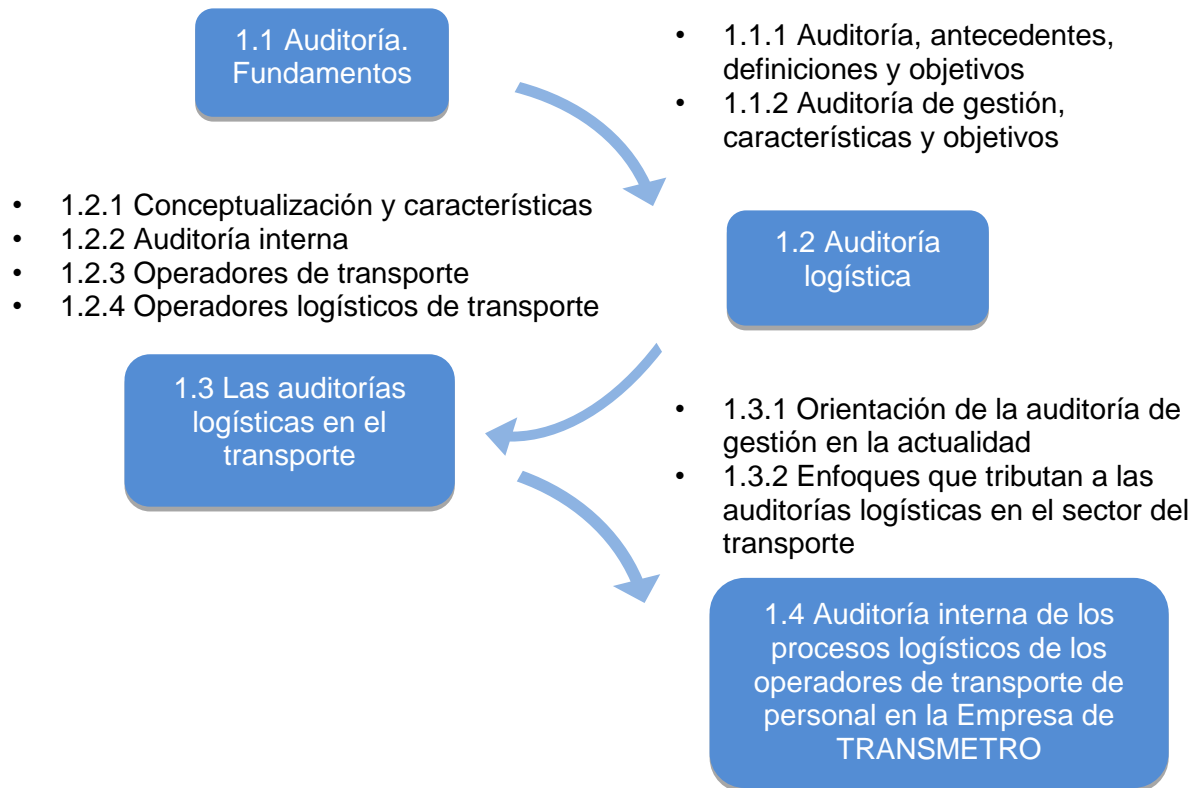 1.1 Auditoría.
Fundamentos
• 1.1.1 Auditoría, antecedentes,
definiciones y objetivos
• 1.1.2 Auditoría de gestión,
características y objetivos
• 1.2.1 Conceptualización y características
• 1.2.2 Auditoría interna
• 1.2.3 Operadores de transporte
• 1.2.4 Operadores logísticos de transporte
1.2 Auditoría
logística
1.3 Las auditorías
logísticas en el
transporte
• 1.3.1 Orientación de la auditoría de
gestión en la actualidad
• 1.3.2 Enfoques que tributan a las
auditorías logísticas en el sector del
transporte
1.4 Auditoría interna de los
procesos logísticos de los
operadores de transporte de
personal en la Empresa de
TRANSMETRO